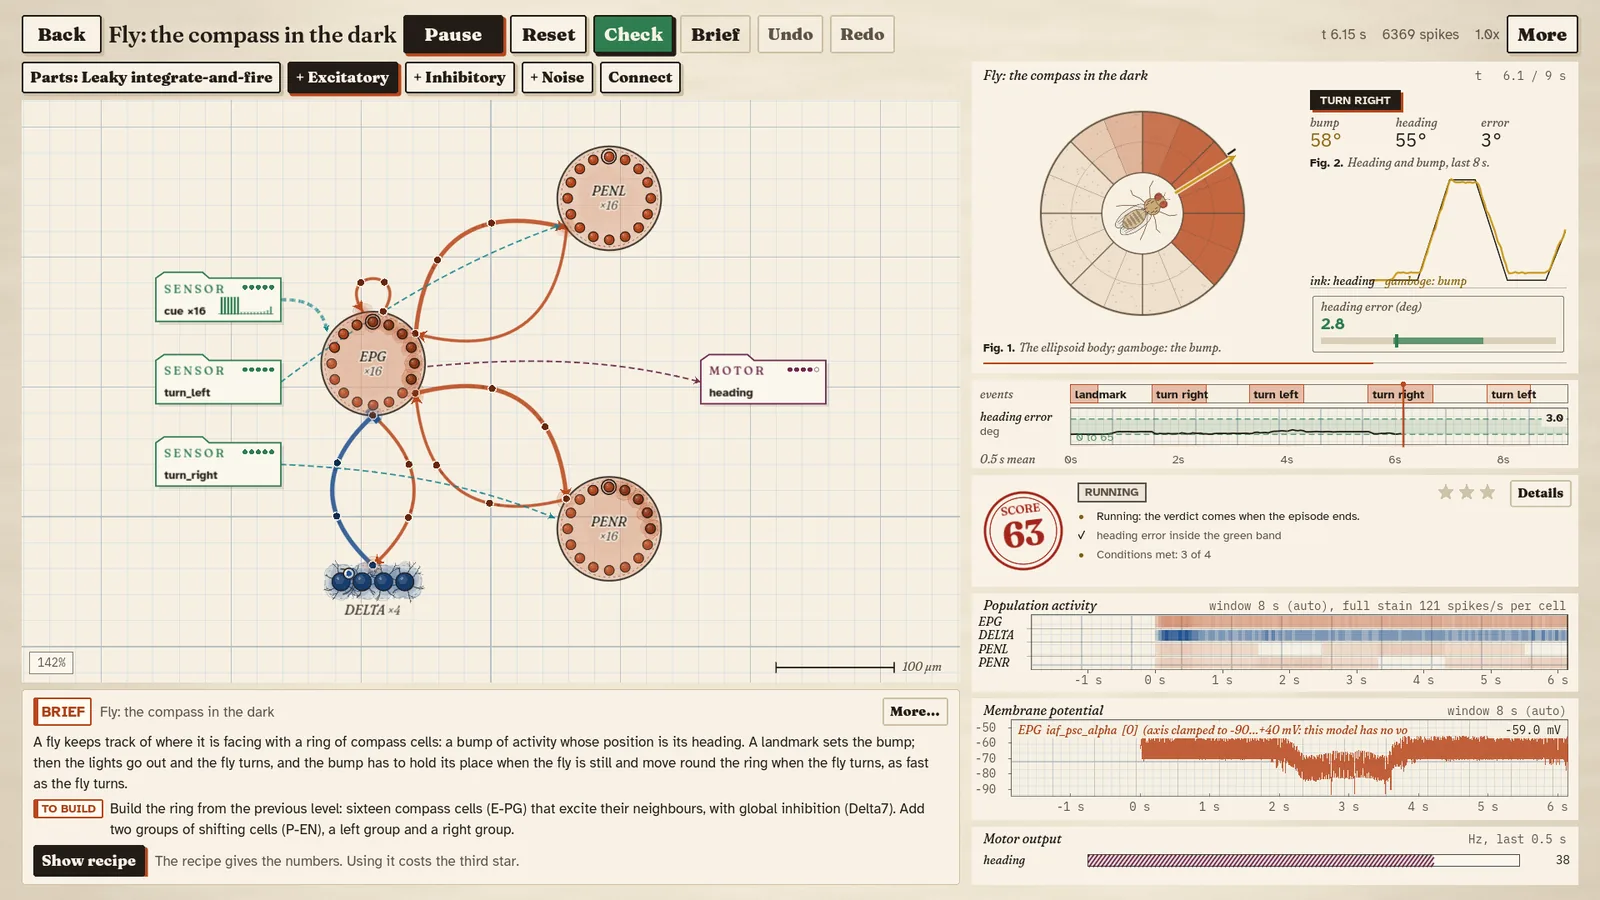 Back
Fly: the compass in the dark
Pause
Reset
Check
Brief
Undo
Redo
t 6.15 s
6369 spikes
1.0x
More
Parts: Leaky integrate-and-fire
+ Excitatory
+ Inhibitory
+ Noise
Connect
PENL
×16
SENSOR
cue ×16
SENSOR
turn_left
SENSOR
turn_right
EPG
×16
MOTOR
heading
PENR
×16
DELTA ×4
142%
100 µm
BRIEF
Fly: the compass in the dark
More...
A fly keeps track of where it is facing with a ring of compass cells: a bump of activity whose position is its heading. A landmark sets the bump;
then the lights go out and the fly turns, and the bump has to hold its place when the fly is still and move round the ring when the fly turns, as fast
as the fly turns.
TO BUILD
Build the ring from the previous level: sixteen compass cells (E-PG) that excite their neighbours, with global inhibition (Delta7). Add
two groups of shifting cells (P-EN), a left group and a right group.
Show recipe
The recipe gives the numbers. Using it costs the third star.
Fly: the compass in the dark
t 6.1 / 9 s
TURN RIGHT
bump heading error
58° 55° 3°
Fig. 2. Heading and bump, last 8 s.
ink: heading gamboge: bump
heading error (deg)
2.8
Fig. 1. The ellipsoid body; gamboge: the bump.
events
landmark
turn right
turn left
turn right
turn left
heading error
deg
3.0
0 to 65
0.5 s mean
0s 2s 4s 6s 8s
SCORE
63
RUNNING
Details
Running: the verdict comes when the episode ends.
✓ heading error inside the green band
Conditions met: 3 of 4
Population activity
window 8 s (auto), full stain 121 spikes/s per cell
EPG
DELTA
PENL
PENR
-1 s 0 s 1 s 2 s 3 s 4 s 5 s 6 s
Membrane potential
window 8 s (auto)
EPG iaf_psc_alpha [0] (axis clamped to -90...+40 mV: this model has no vo
-59.0 mV
-50
-60
-70
-80
-90
-1 s 0 s 1 s 2 s 3 s 4 s 5 s 6 s
Motor output
Hz, last 0.5 s
heading
38